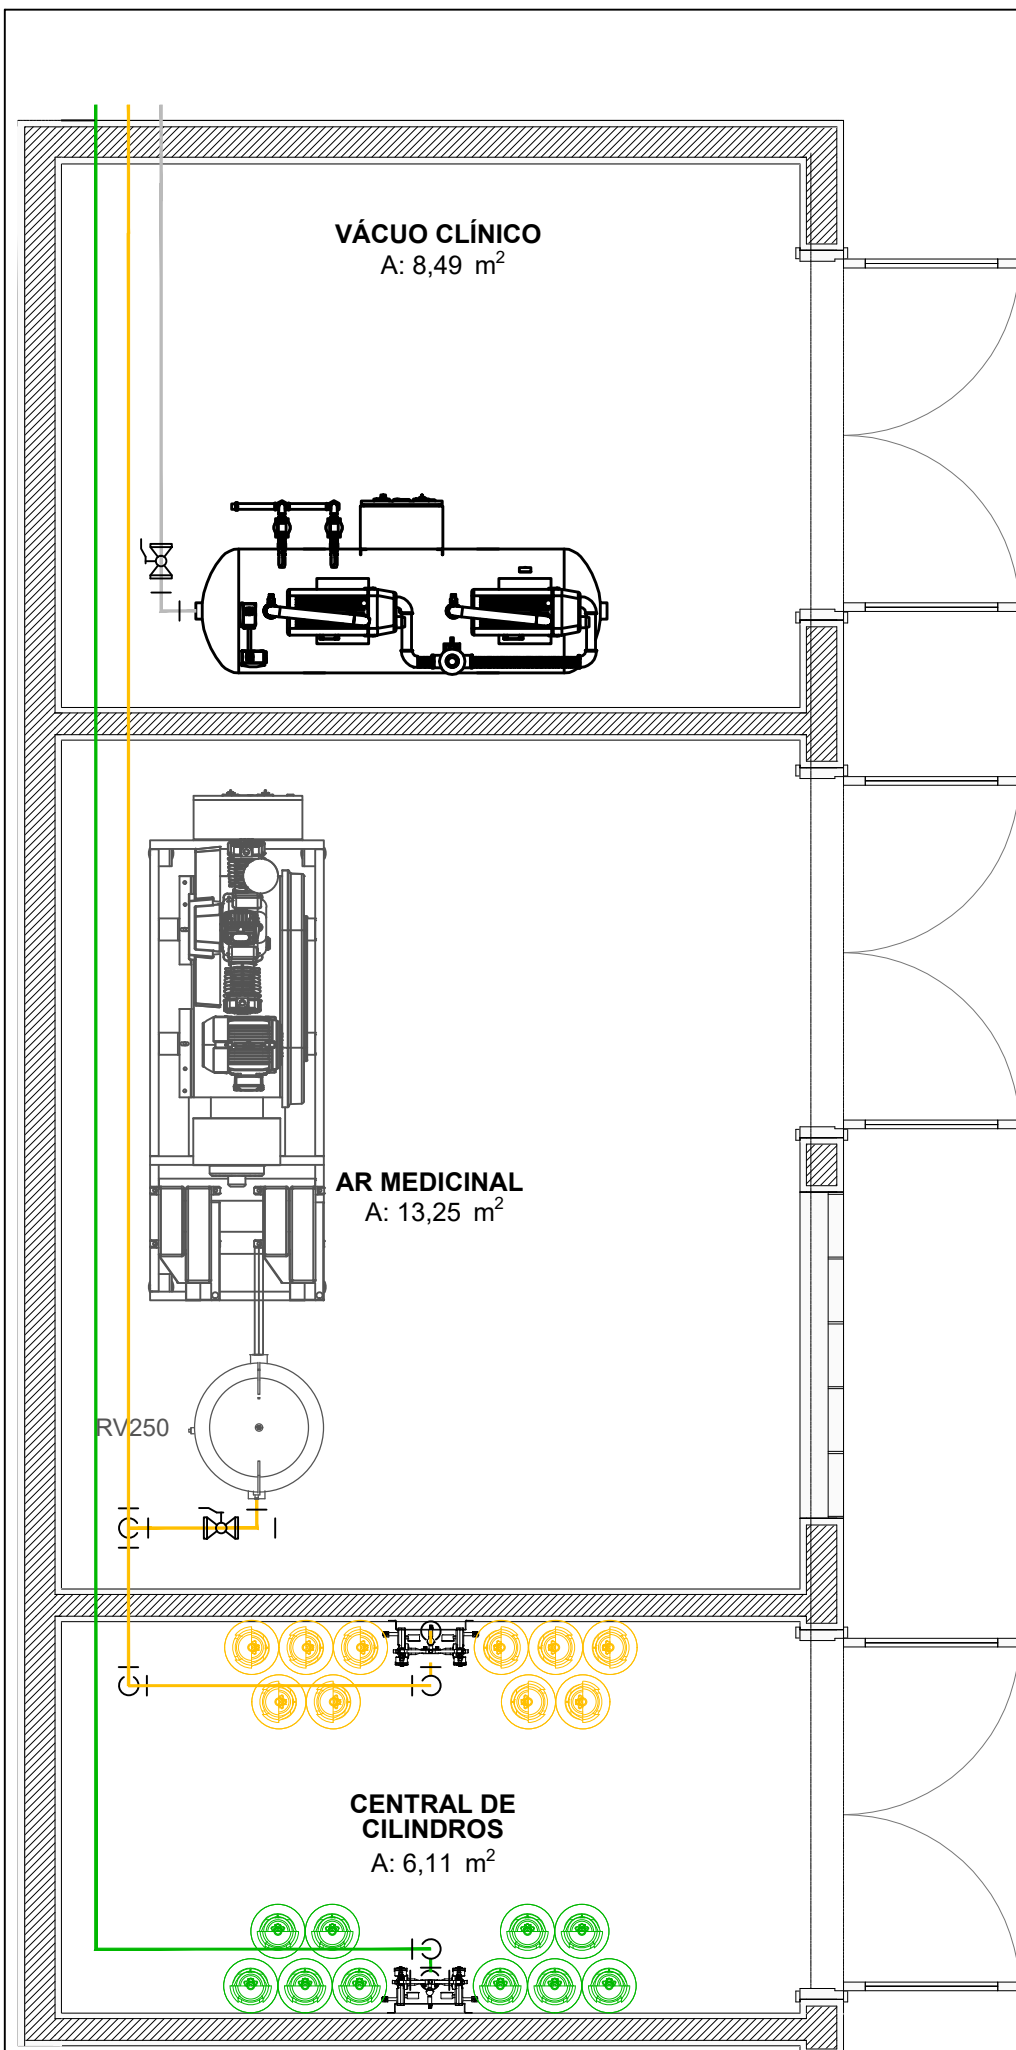 VÁCUO CLÍNICO
A: 8,49 m²
AR MEDICINAL
A: 13,25 m²
RV250
CENTRAL DE
CILINDROS
A: 6,11 m²